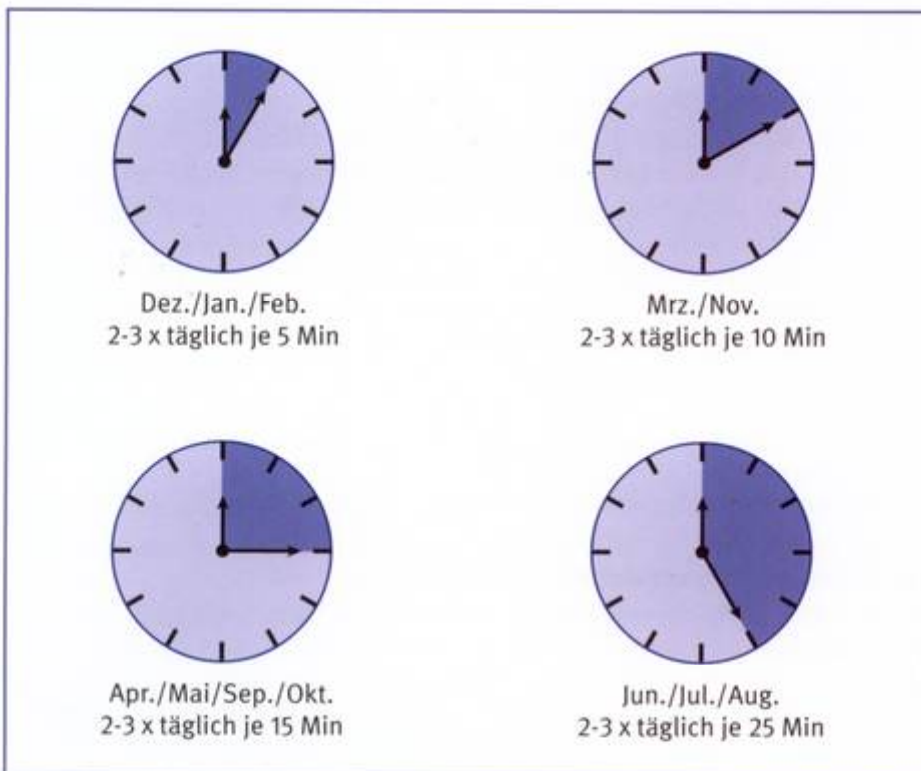 Dez./Jan./Feb.
2-3 x täglich je 5 Min
Mrz./Nov.
2-3 x täglich je 10 Min
Apr./Mai/Sep./Okt.
2-3 x täglich je 15 Min
Jun./Jul./Aug.
2-3 x täglich je 25 Min